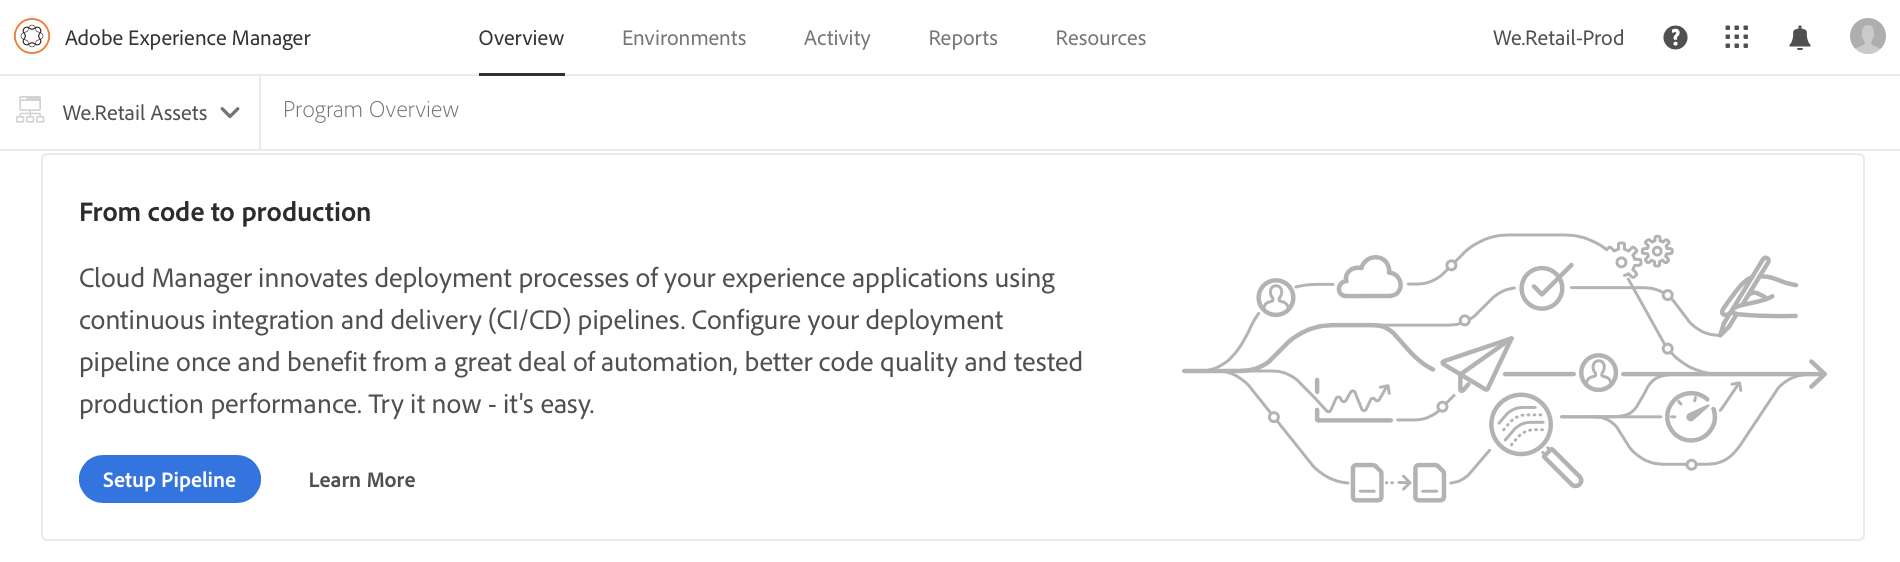 Adobe Experience Manager
Overview
Environments
Activity
Reports
Resources
We.Retail-Prod
?
We.Retail Assets
Program Overview
From code to production
Cloud Manager innovates deployment processes of your experience applications using
continuous integration and delivery (CI/CD) pipelines. Configure your deployment
pipeline once and benefit from a great deal of automation, better code quality and tested
production performance. Try it now - it's easy.
Setup Pipeline
Learn More